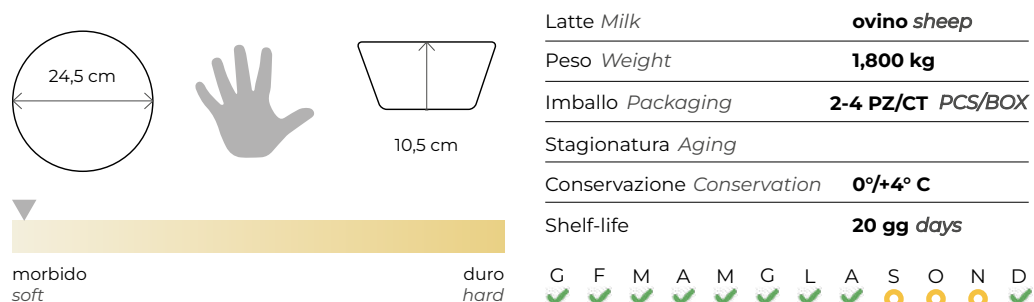 24,5 cm
10,5 cm
morbido duro
soft hard
Latte Milk ovino sheep
Peso Weight 1,800 kg
Imballo Packaging 2-4 PZ/CT PCS/BOX
Stagionatura Aging
Conservazione Conservation 0°/+4° C
Shelf-life 20 gg days
G F M A M G L A S O N D